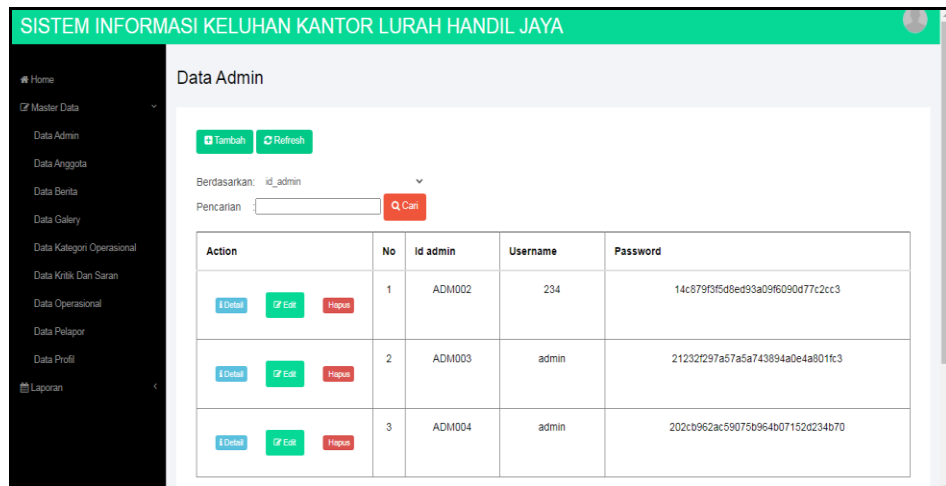 SISTEM INFORMASI KELUHAN KANTOR LURAH HANDIL JAYA
Home
Master Data
Data Admin
Data Anggota
Data Berita
Data Galery
Data Kategori Operasional
Data Kritik Dan Saran
Data Operasional
Data Pelapor
Data Profil
Laporan
Data Admin
Tambah Refresh
Berdasarkan: id_admin
Pencarian : Cari
Action No Id admin Username Password
Detail Edit Hapus 1 ADM002 234 14c879f3f5d8ed93a09f6090d77c2cc3
Detail Edit Hapus 2 ADM003 admin 21232f297a57a5a743894a0e4a801fc3
Detail Edit Hapus 3 ADM004 admin 202cb962ac59075b964b07152d234b70